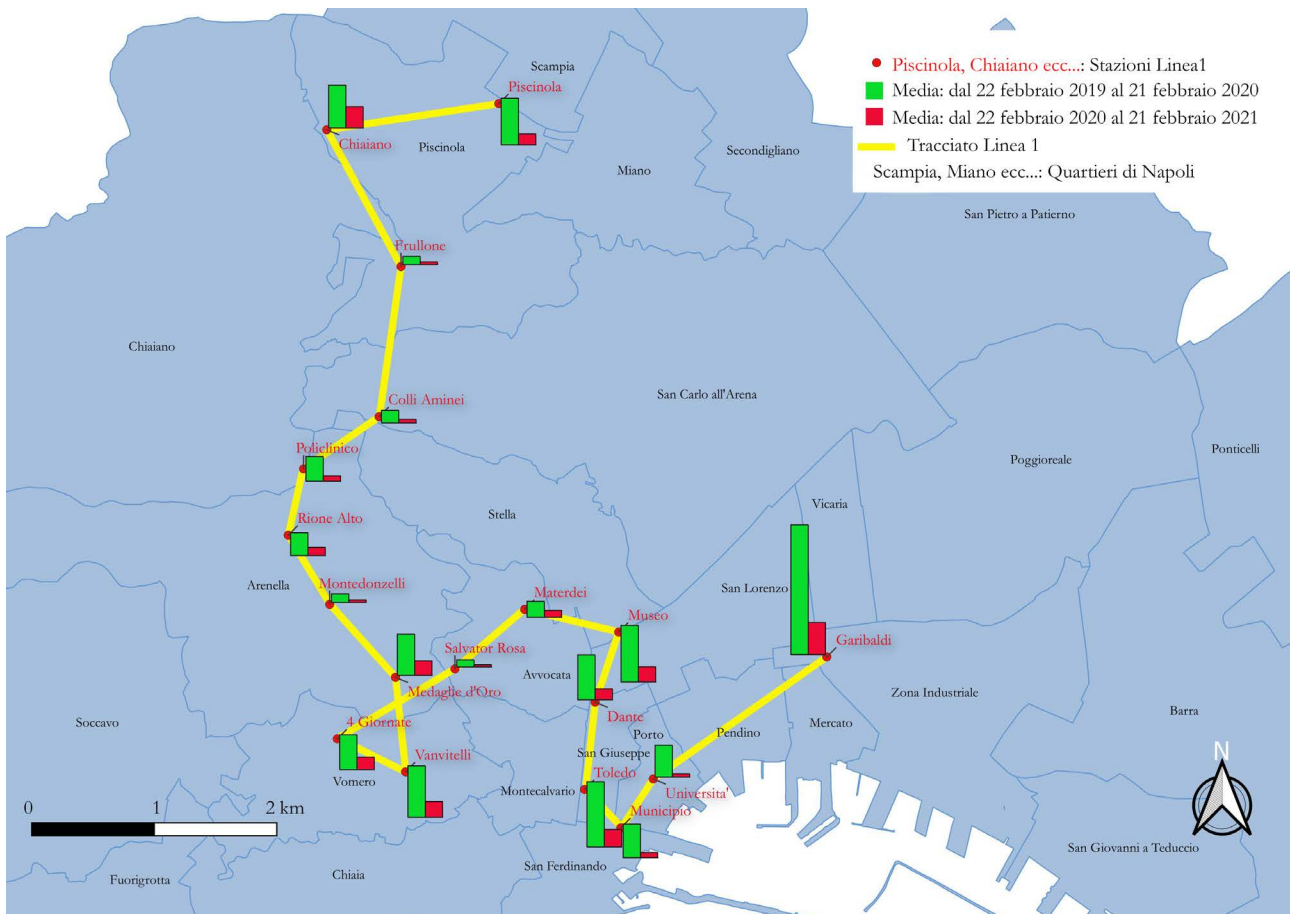 Piscinola, Chiaiano ecc...: Stazioni Linea1
Media: dal 22 febbraio 2019 al 21 febbraio 2020
Media: dal 22 febbraio 2020 al 21 febbraio 2021
Tracciato Linea 1
Scampia, Miano ecc...: Quartieri di Napoli
Scampia
Piscinola
Chiaiano
Piscinola
Secondigliano
Miano
San Pietro a Patierno
Frullone
Chiaiano
San Carlo all'Arena
Colli Aminei
Policlinico
Ponticelli
Poggioreale
Vicaria
Stella
Rione Alto
Arenella
Montedonzelli
San Lorenzo
Materdei
Museo
Garibaldi
Salvator Rosa
Avvocata
Medaglie d'Oro
Zona Industriale
Barra
Soccavo
4 Giornate
Dante
Mercato
Porto
Pendino
San Giuseppe
Vanvitelli
Vomero
Toledo
Montecalvario
Universita'
Municipio
N
0 1 2 km
San Ferdinando
San Giovanni a Teduccio
Fuorigrotta
Chiaia